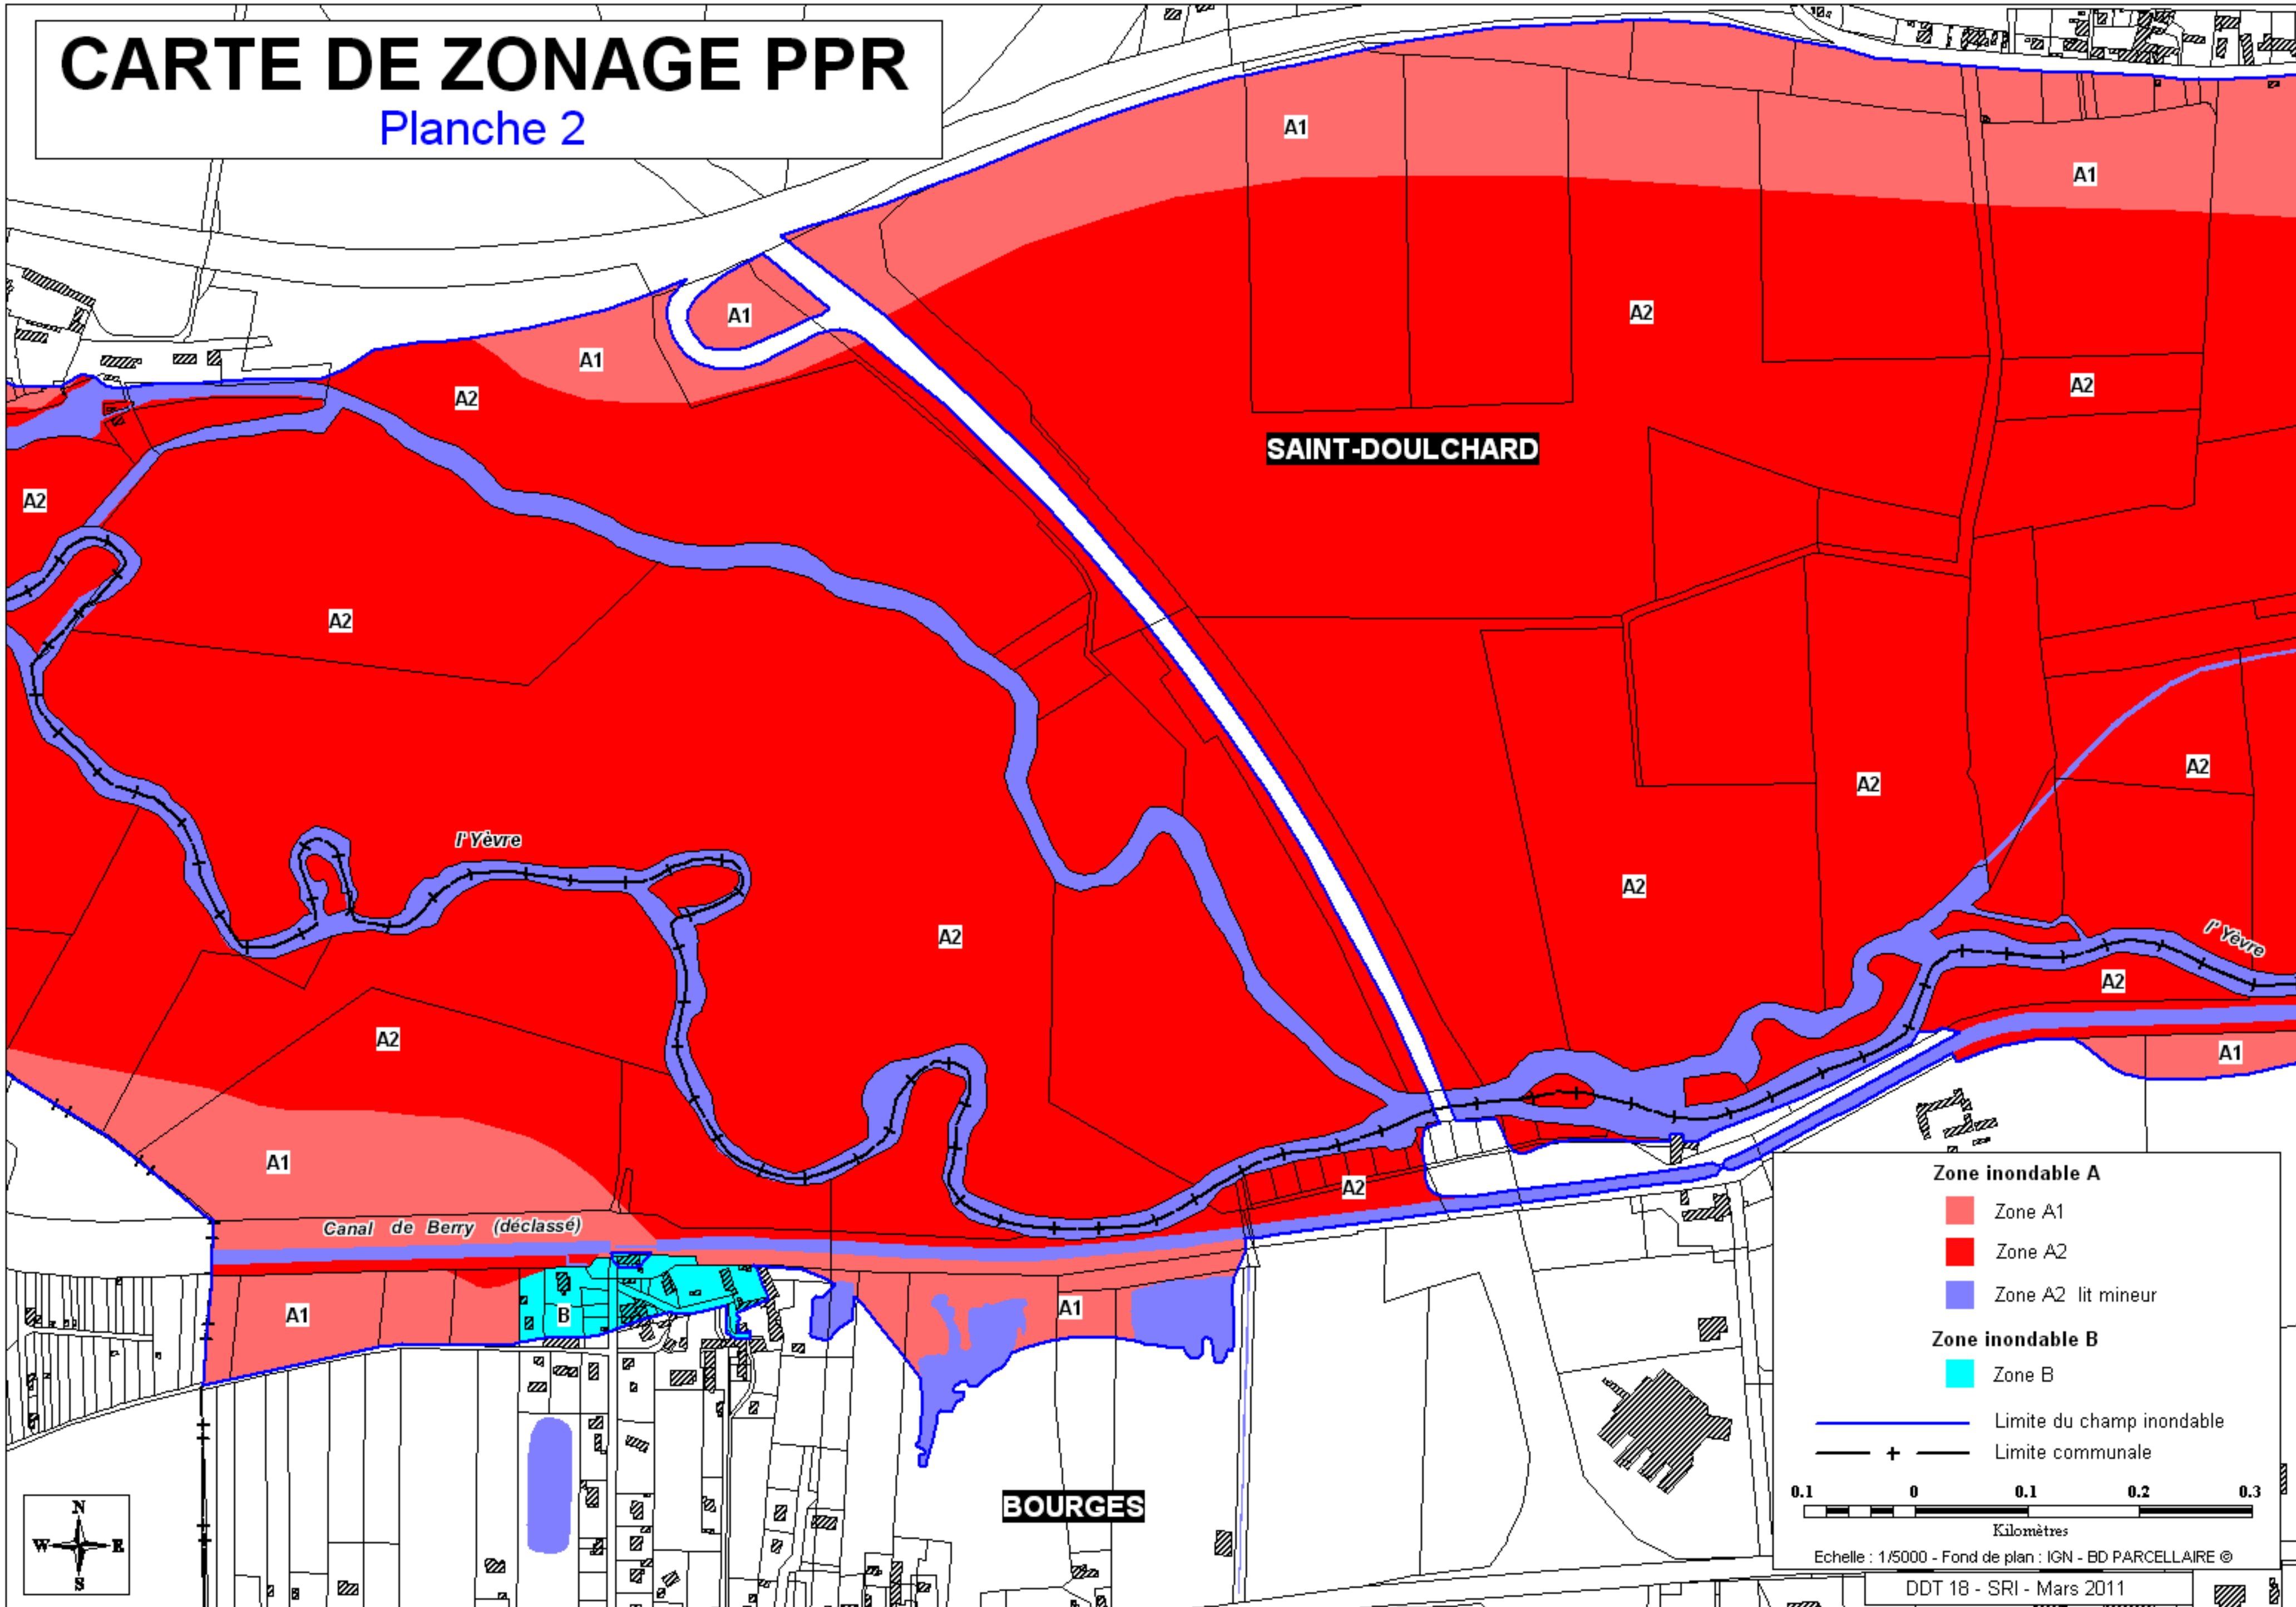 CARTE DE ZONAGE PPR
Planche 2
A1
A1
A1
A1
A2
A2
A2
SAINT-DOULCHARD
A2
A2
A2
A2
l'Yèvre
A2
A2
l'Yèvre
A2
A2
A1
A1
A2
Canal de Berry (déclassé)
A1
B
A1
BOURGES
N
W E
S
Zone inondable A
Zone A1
Zone A2
Zone A2 lit mineur
Zone inondable B
Zone B
Limite du champ inondable
Limite communale
0.1 0 0.1 0.2 0.3
Kilomètres
Echelle : 1/5000 - Fond de plan : IGN - BD PARCELLAIRE ©
DDT 18 - SRI - Mars 2011